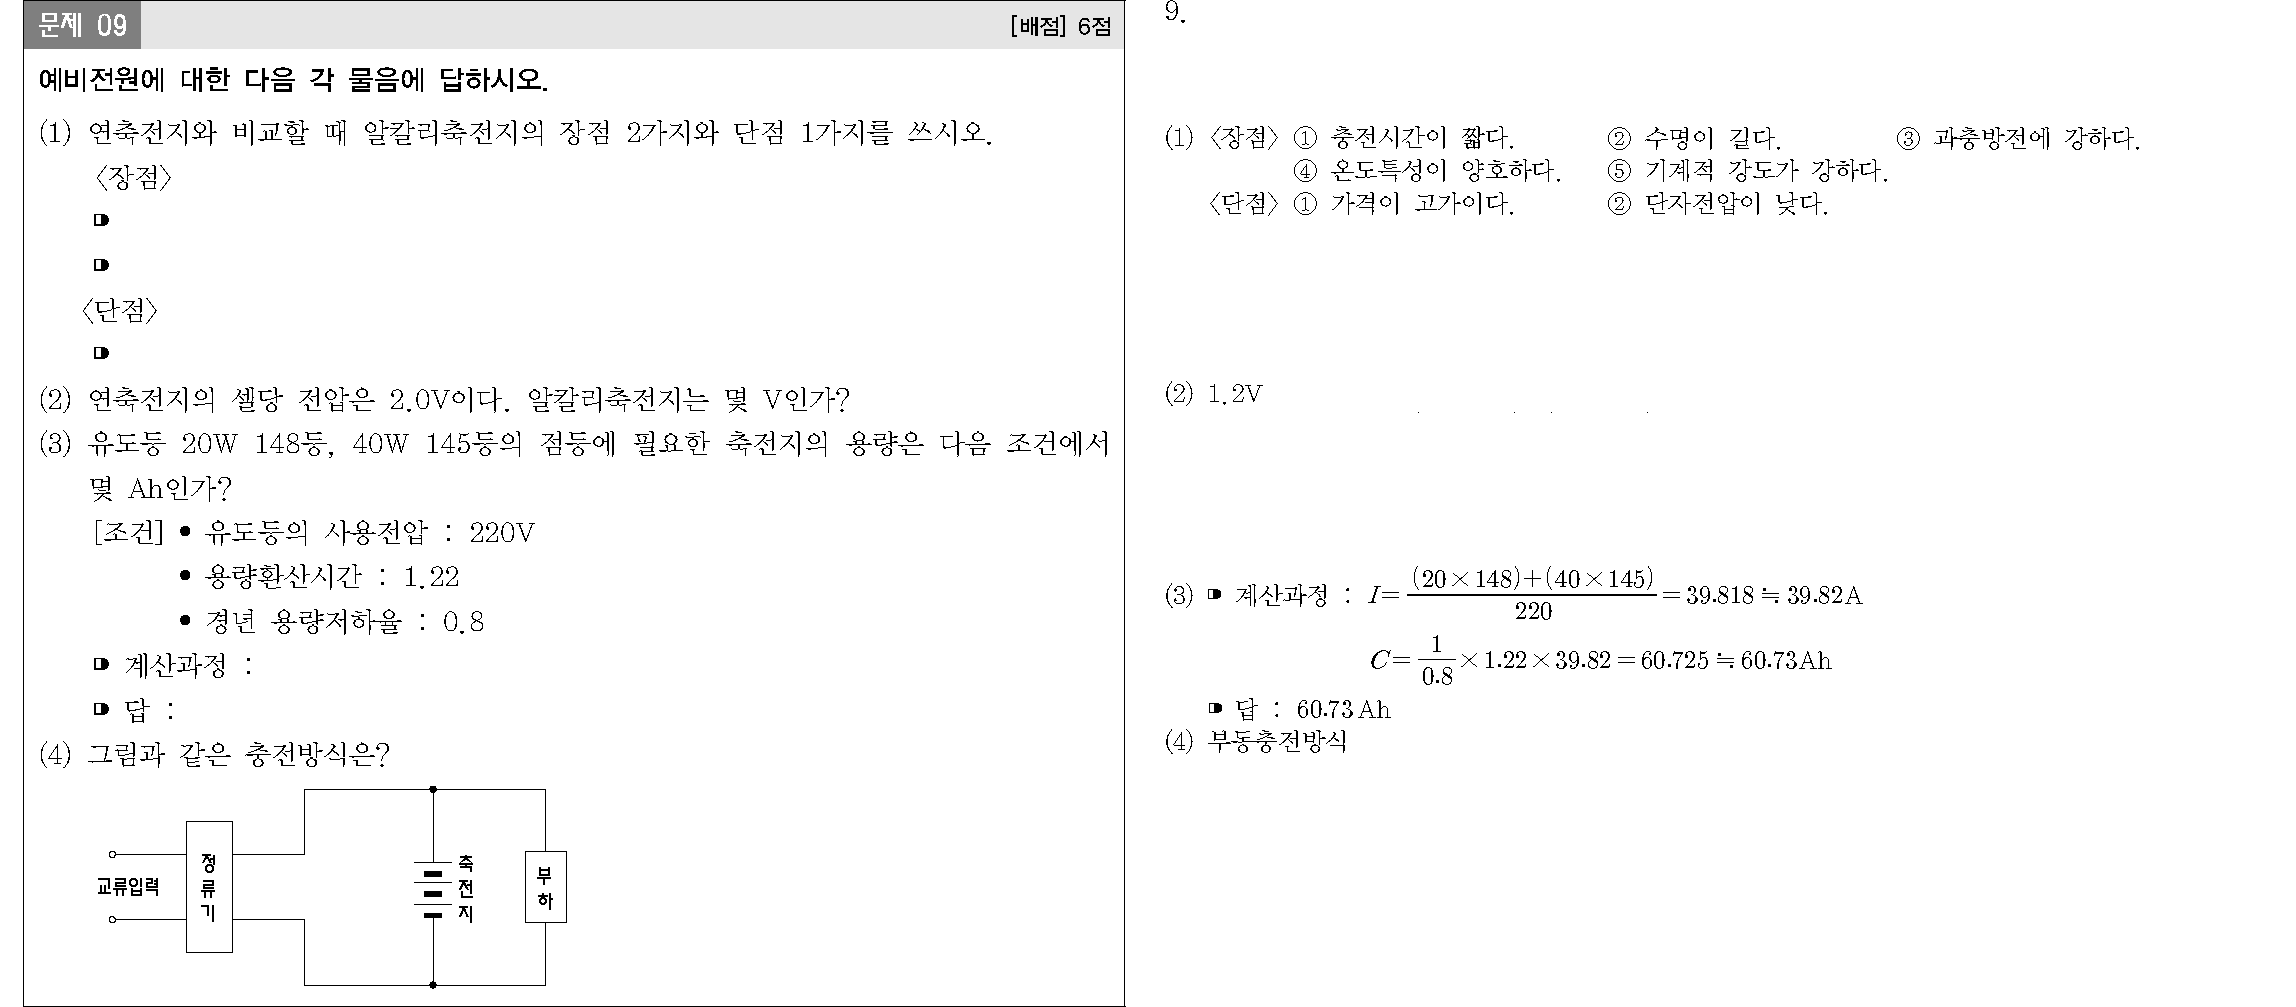 문제 09
[배점] 6점
예비전원에 대한 다음 각 물음에 답하시오.
(1) 연축전지와 비교할 때 알칼리축전지의 장점 2가지와 단점 1가지를 쓰시오.
〈장점〉
〈단점〉
(2) 연축전지의 셀당 전압은 2.0V이다. 알칼리축전지는 몇 V인가?
(3) 유도등 20W 148등, 40W 145등의 점등에 필요한 축전지의 용량은 다음 조건에서
몇 Ah인가?
[조건] • 유도등의 사용전압 : 220V
• 용량환산시간 : 1.22
• 경년 용량저하율 : 0.8
계산과정 :
답 :
(4) 그림과 같은 충전방식은?
교류입력
정류기
축전지
부하
9.
(1) 〈장점〉 ① 충전시간이 짧다. ② 수명이 길다. ③ 과충방전에 강하다.
④ 온도특성이 양호하다. ⑤ 기계적 강도가 강하다.
〈단점〉 ① 가격이 고가이다. ② 단자전압이 낮다.
(2) 1.2V
(3) 계산과정 : I=\frac{(20×148)+(40×145)}{220}=39.818≒39.82A
C=\frac{1}{0.8}×1.22×39.82=60.725≒60.73Ah
답 : 60.73Ah
(4) 부동충전방식